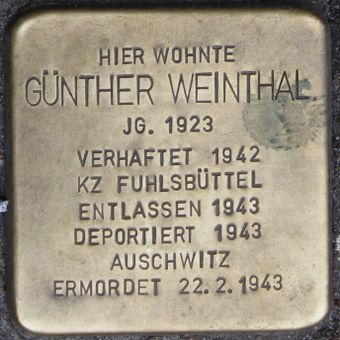 HIER WOHNTE
GÜNTHER WEINTHAL
JG. 1923
VERHAFTET 1942
KZ FUHLSBÜTTEL
ENTLASSEN 1943
DEPORTIERT 1943
AUSCHWITZ
ERMORDET 22.2.1943